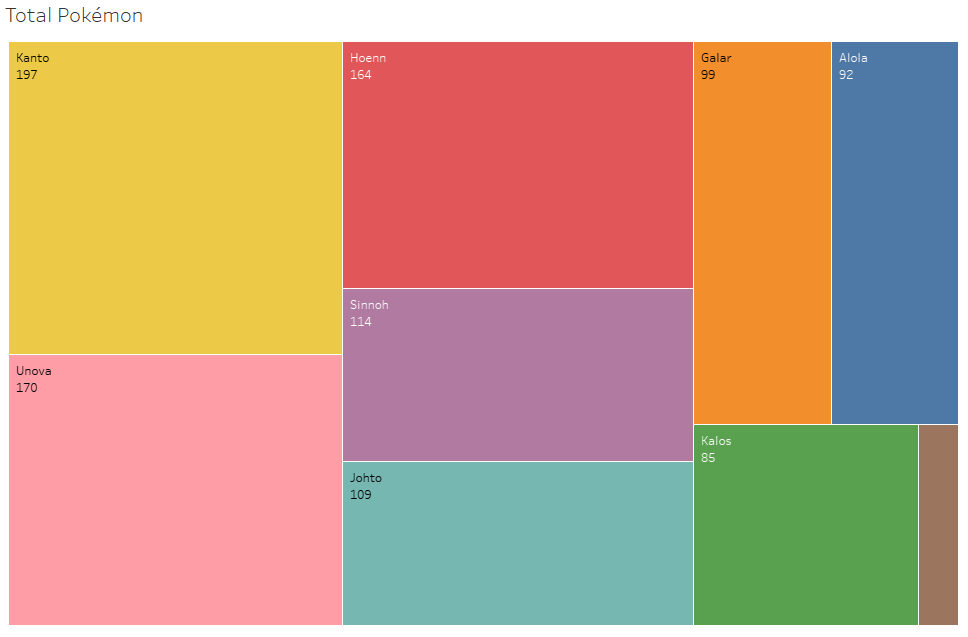 Total Pokémon
Kanto
197
Unova
170
Hoenn
164
Sinnoh
114
Johto
109
Galar
99
Alola
92
Kalos
85